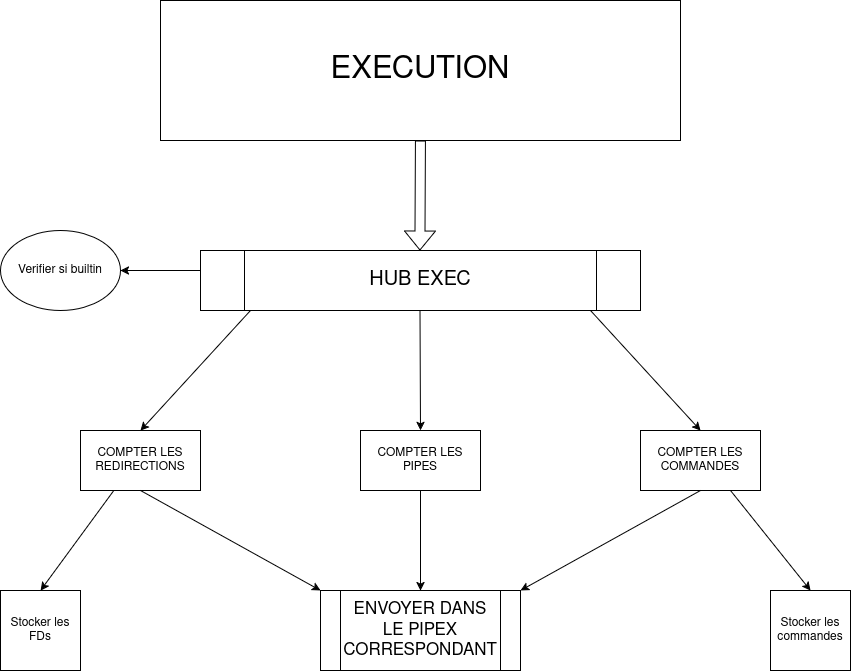 EXECUTION
Verifier si builtin
HUB EXEC
COMPTER LES
REDIRECTIONS
COMPTER LES
PIPES
COMPTER LES
COMMANDES
Stocker les
FDs
ENVOYER DANS
LE PIPEX
CORRESPONDANT
Stocker les
commandes